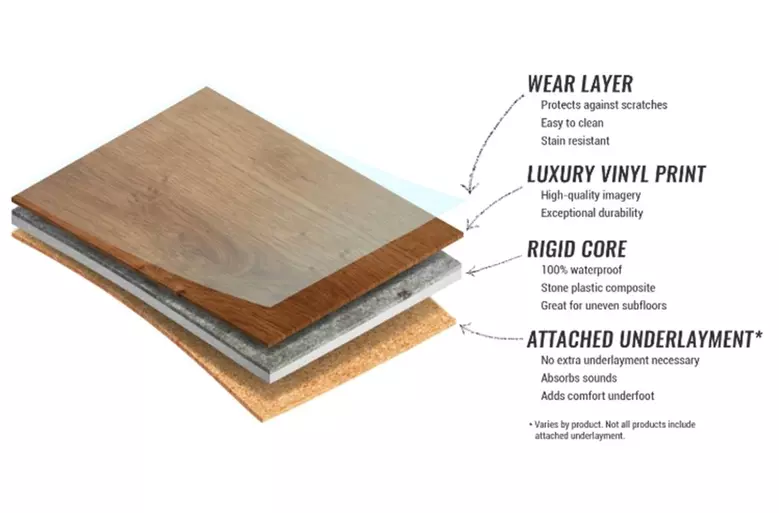 WEAR LAYER
Protects against scratches
Easy to clean
Stain resistant
LUXURY VINYL PRINT
High-quality imagery
Exceptional durability
RIGID CORE
100% waterproof
Stone plastic composite
Great for uneven subfloors
ATTACHED UNDERLAYMENT*
No extra underlayment necessary
Absorbs sounds
Adds comfort underfoot
* Varies by product. Not all products include
attached underlayment.